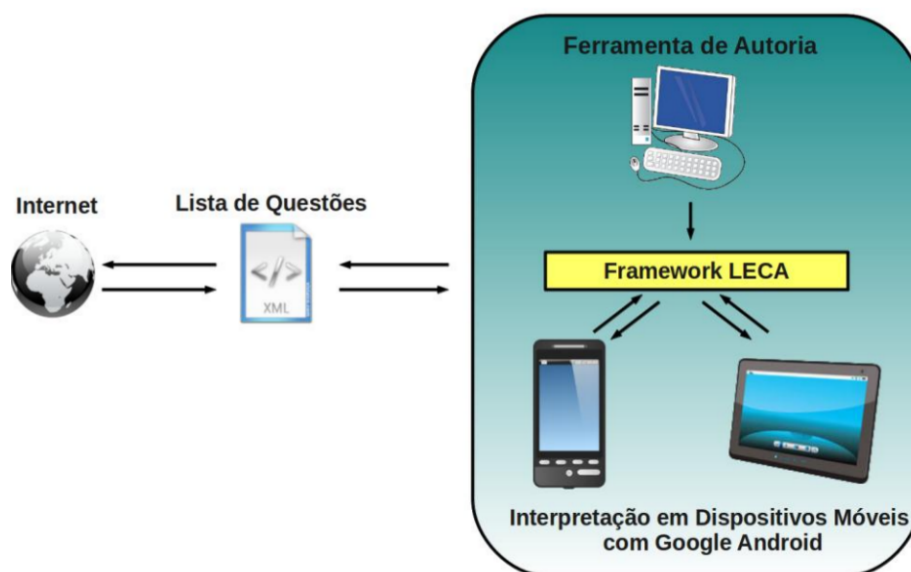 Ferramenta de Autoria
Internet
Lista de Questões
</>
XML
Framework LECA
Interpretação em Dispositivos Móveis
com Google Android